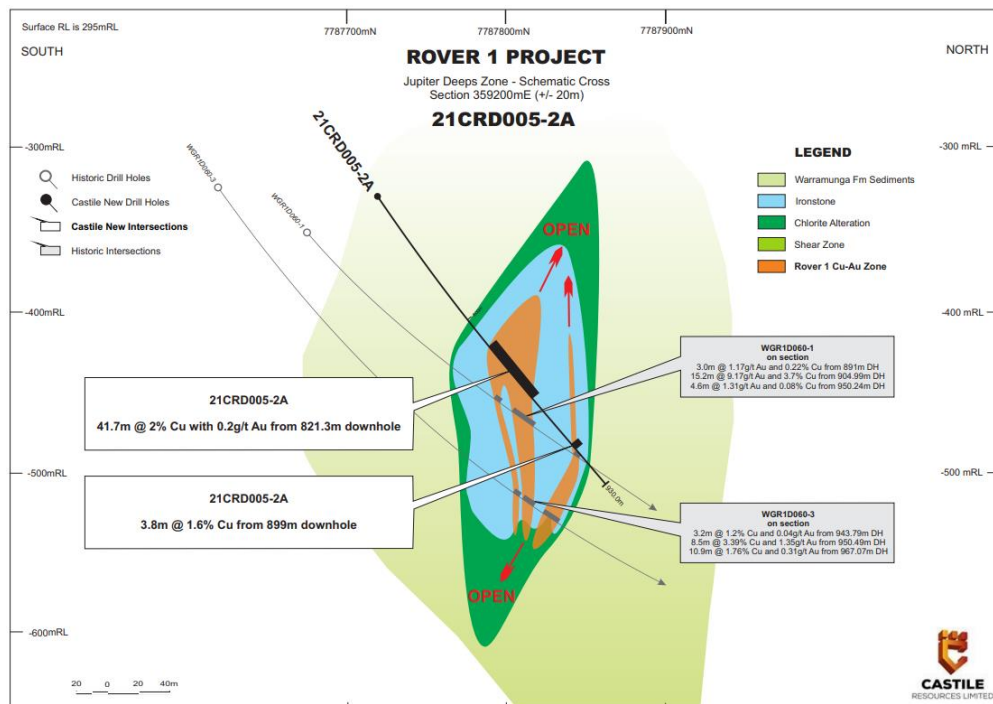 Surface RL is 295mRL
7787700mN
7787800mN
7787900mN
SOUTH
NORTH
ROVER 1 PROJECT
Jupiter Deeps Zone - Schematic Cross
Section 359200mE (+/- 20m)
21CRD005-2A
-300mRL
-300 mRL
WGR1D060-3
WGR1D060-1
21CRD005-2A
Historic Drill Holes
Castile New Drill Holes
Castile New Intersections
Historic Intersections
LEGEND
Warramunga Fm Sediments
Ironstone
Chlorite Alteration
Shear Zone
Rover 1 Cu-Au Zone
OPEN
-400mRL
-400 mRL
WGR1D060-1
on section
3.0m @ 1.17g/t Au and 0.22% Cu from 891m DH
15.2m @ 9.17g/t Au and 3.7% Cu from 904.99m DH
4.6m @ 1.31g/t Au and 0.08% Cu from 950.24m DH
21CRD005-2A
41.7m @ 2% Cu with 0.2g/t Au from 821.3m downhole
-500mRL
-500 mRL
930.0m
21CRD005-2A
3.8m @ 1.6% Cu from 899m downhole
WGR1D060-3
on section
3.2m @ 1.2% Cu and 0.04g/t Au from 943.79m DH
8.5m @ 3.39% Cu and 1.35g/t Au from 950.49m DH
10.9m @ 1.76% Cu and 0.31g/t Au from 967.07m DH
OPEN
-600mRL
20 0 20 40m
CASTILE
RESOURCES LIMITED